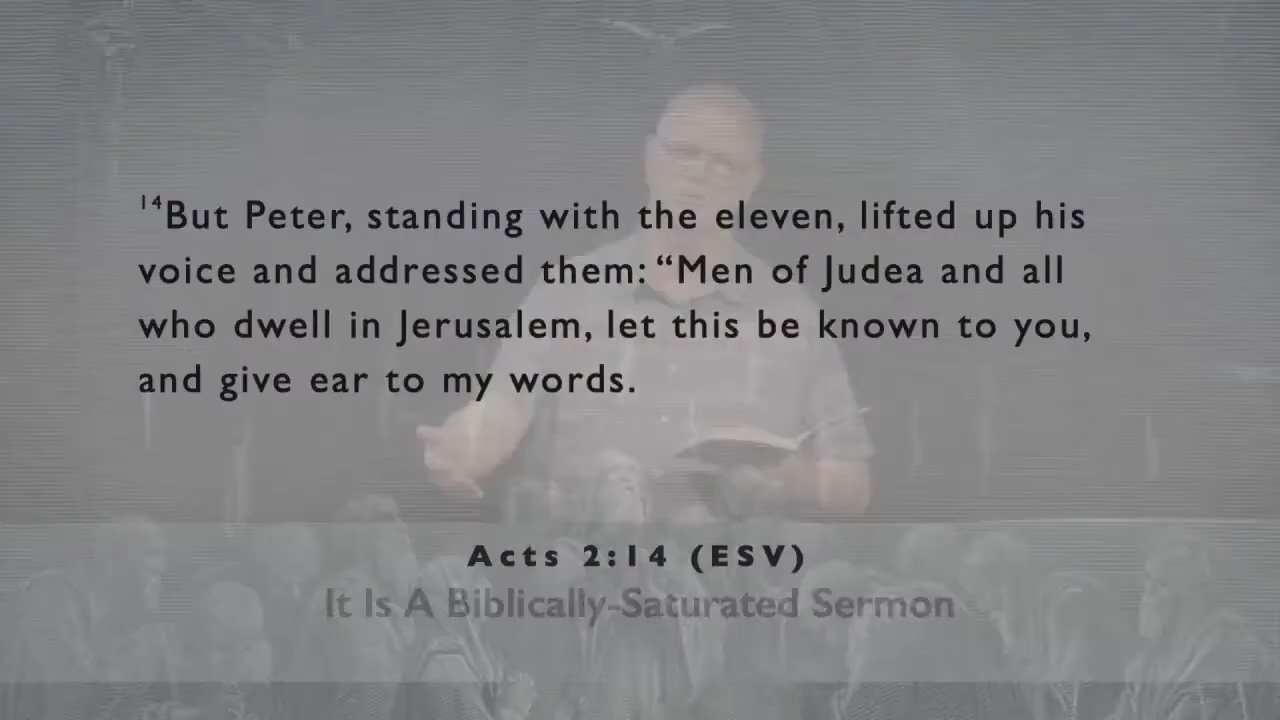 ¹⁴But Peter, standing with the eleven, lifted up his
voice and addressed them: “Men of Judea and all
who dwell in Jerusalem, let this be known to you,
and give ear to my words.
Acts 2:14 (ESV)
It Is A Biblically-Saturated Sermon